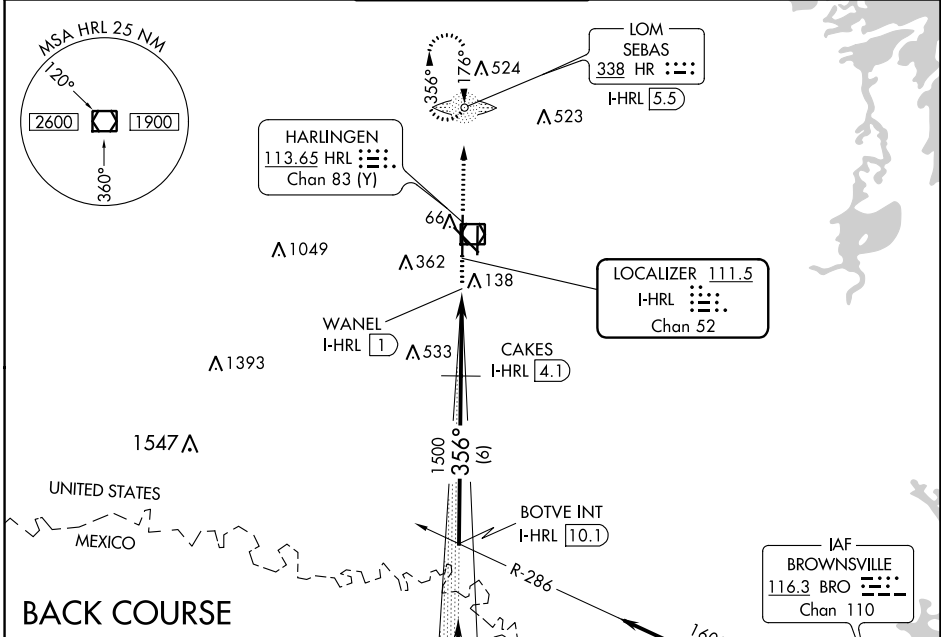 MSA HRL 25 NM
120°
2600
1900
360°
356°
176°
524
LOM
SEBAS
338 HR
I-HRL 5.5
523
HARLINGEN
113.65 HRL
Chan 83 (Y)
66
1049
362
138
LOCALIZER 111.5
I-HRL
Chan 52
WANEL
I-HRL 1
533
CAKES
I-HRL 4.1
1393
1547
1500
356°
(6)
UNITED STATES
MEXICO
BOTVE INT
I-HRL 10.1
R-286
IAF
BROWNSVILLE
116.3 BRO
Chan 110
BACK COURSE